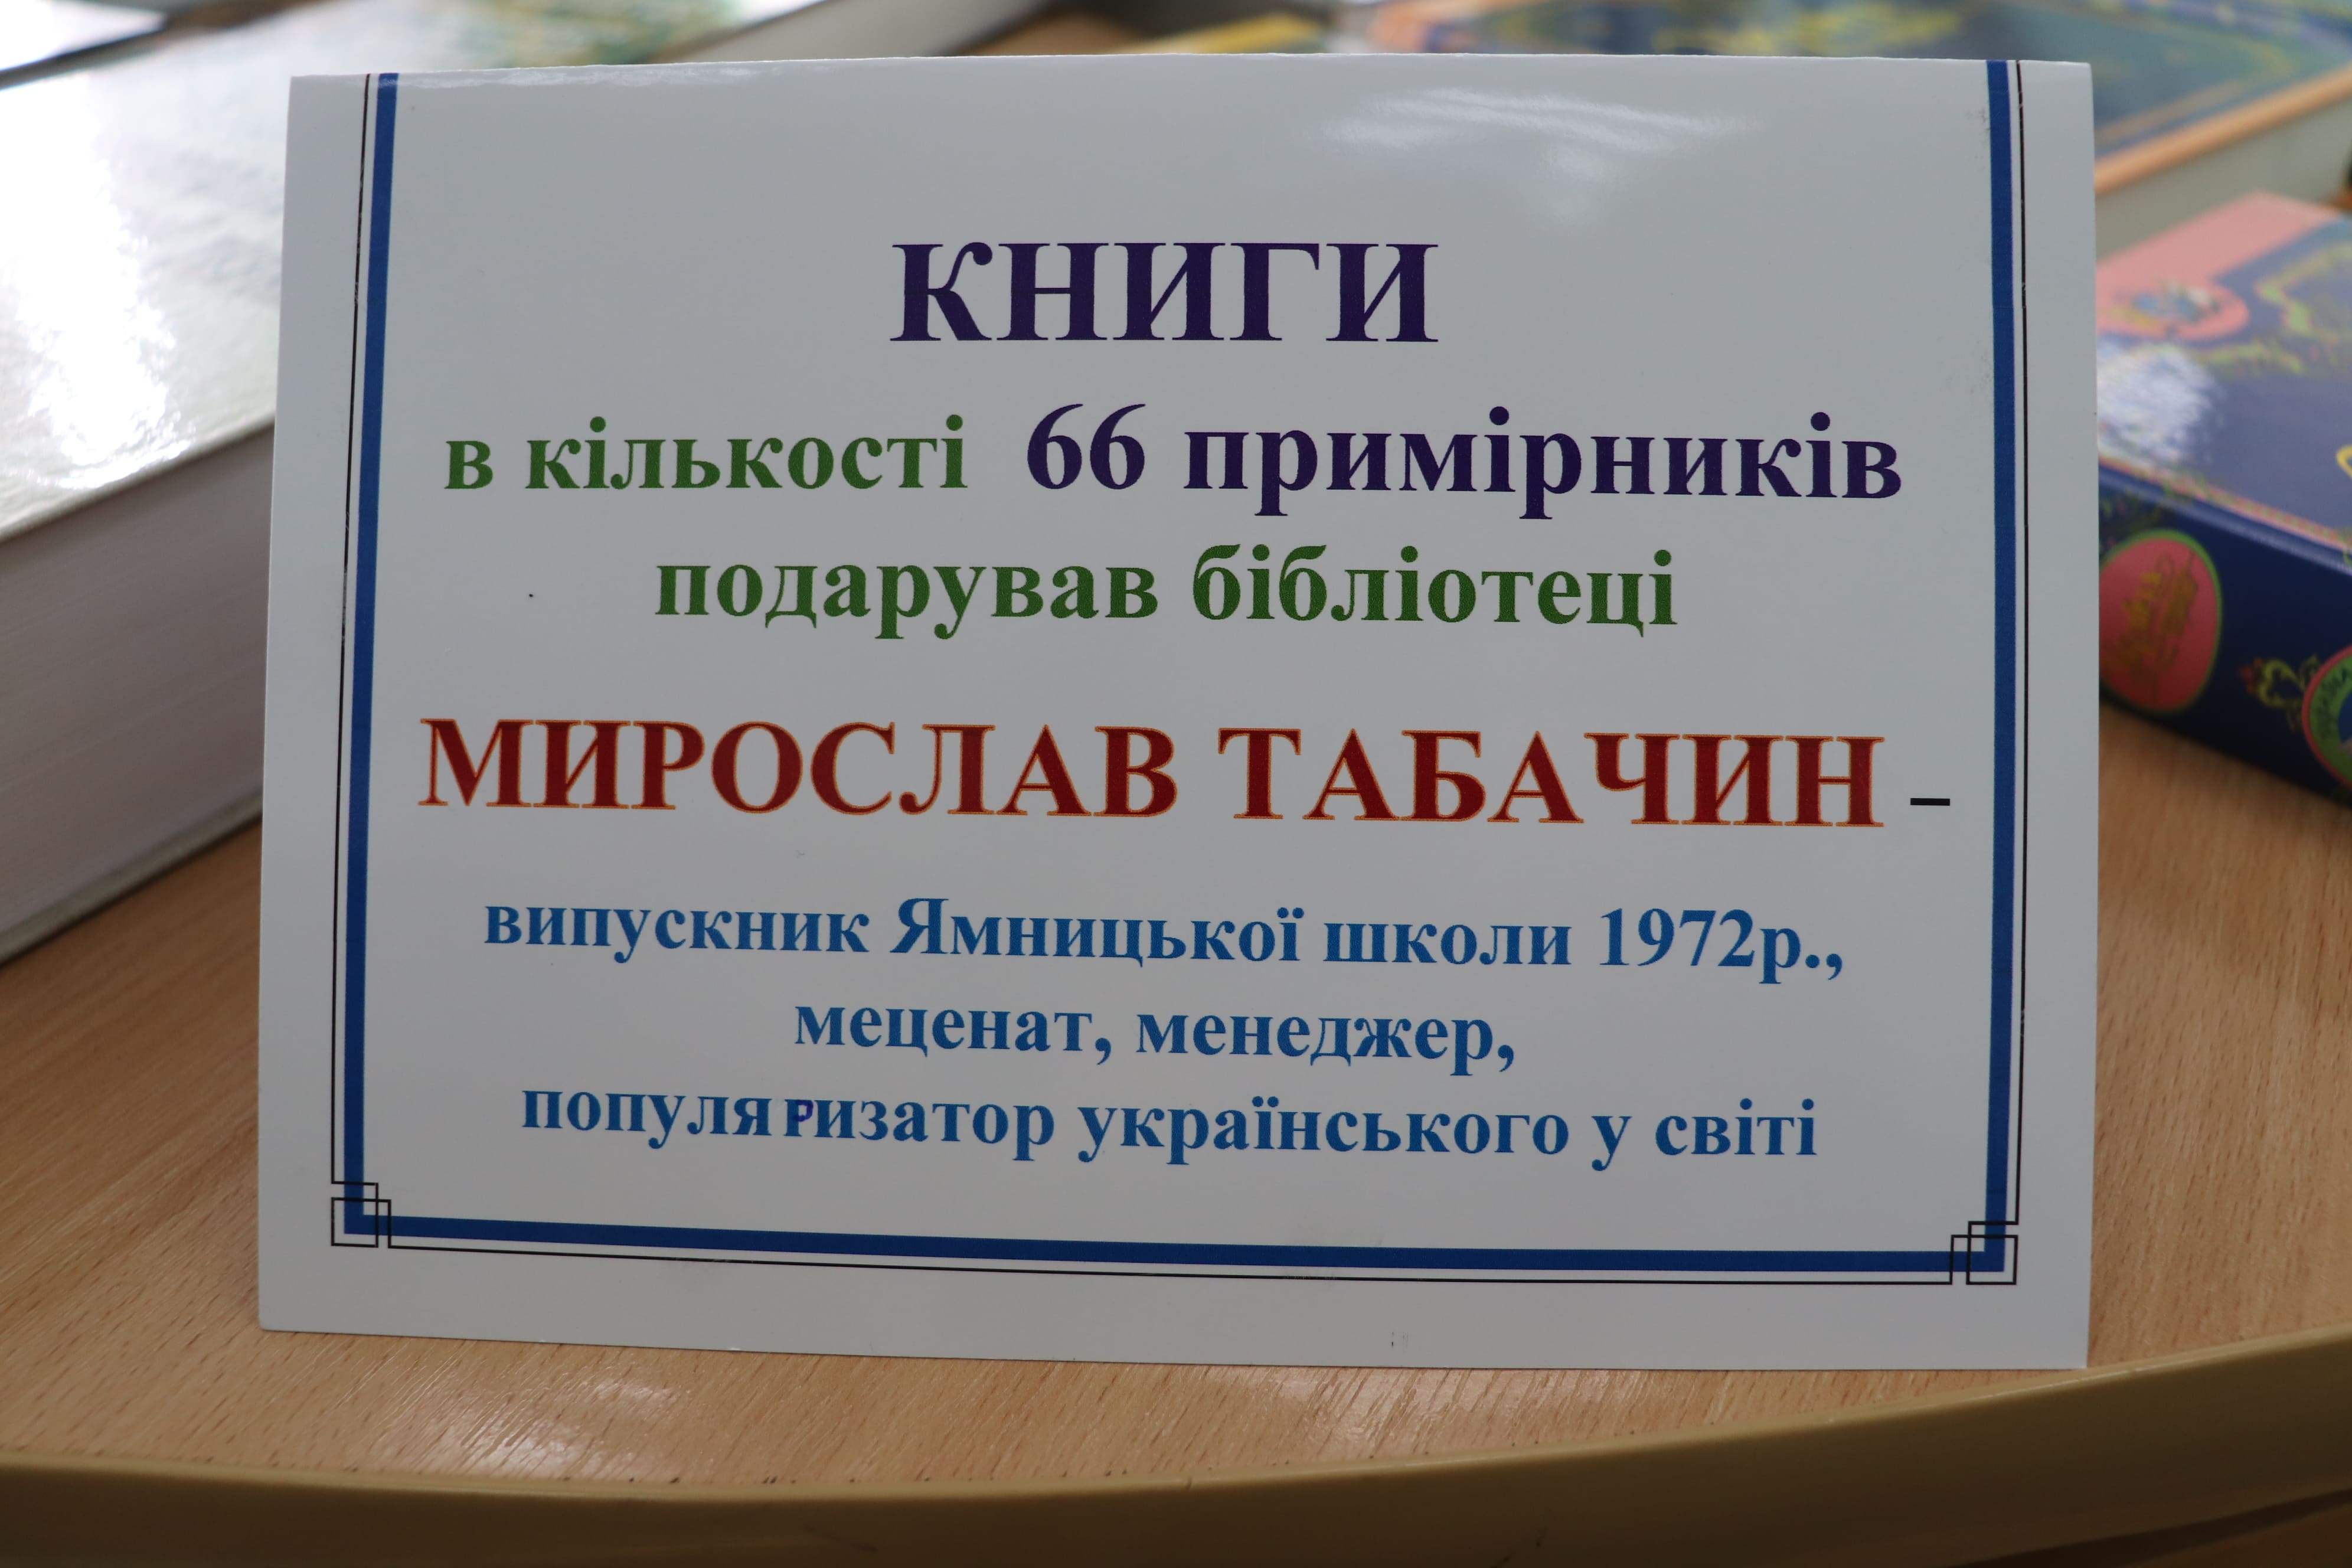 КНИГИ
в кількості 66 примірників
подарував бібліотеці
МИРОСЛАВ ТАБАЧИН –
випускник Ямницької школи 1972р.,
меценат, менеджер,
популяризатор українського у світі